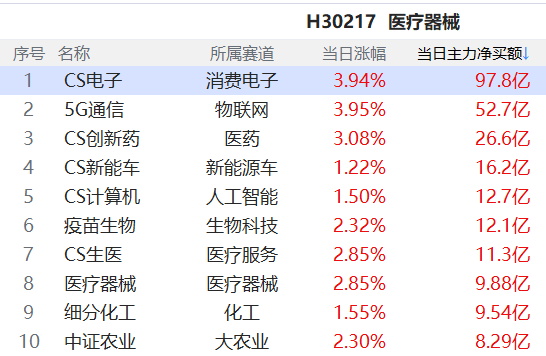 H30217 医疗器械
序号 名称 所属赛道 当日涨幅 当日主力净买额↓
1 CS电子 消费电子 3.94% 97.8亿
2 5G通信 物联网 3.95% 52.7亿
3 CS创新药 医药 3.08% 26.6亿
4 CS新能车 新能源车 1.22% 16.2亿
5 CS计算机 人工智能 1.50% 12.7亿
6 疫苗生物 生物科技 2.32% 12.1亿
7 CS生医 医疗服务 2.85% 11.3亿
8 医疗器械 医疗器械 2.85% 9.88亿
9 细分化工 化工 1.55% 9.54亿
10 中证农业 大农业 2.30% 8.29亿